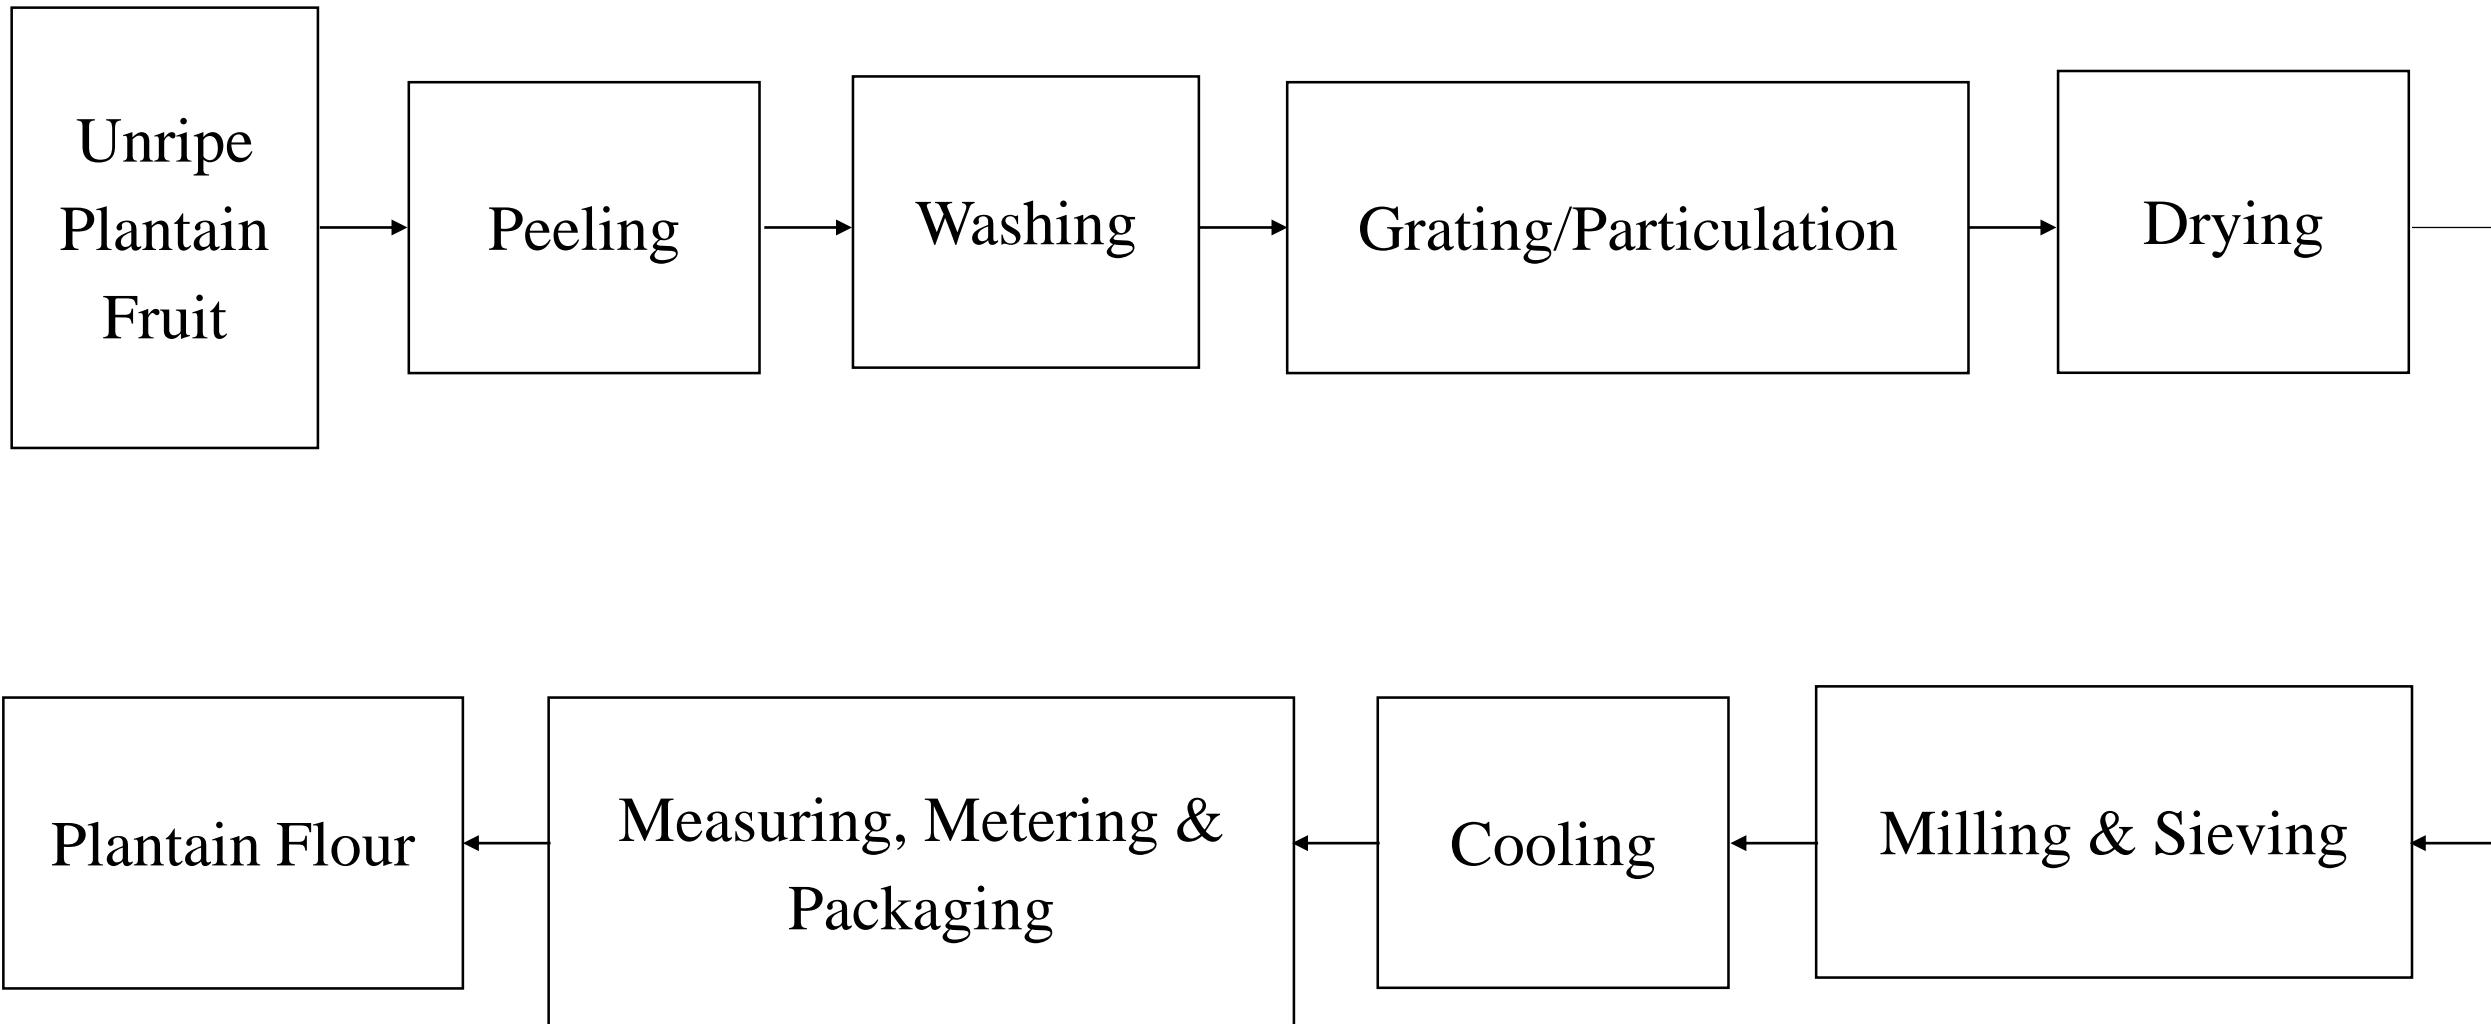 Unripe
Plantain
Fruit
Peeling
Washing
Grating/Particulation
Drying
Plantain Flour
Measuring, Metering &
Packaging
Cooling
Milling & Sieving